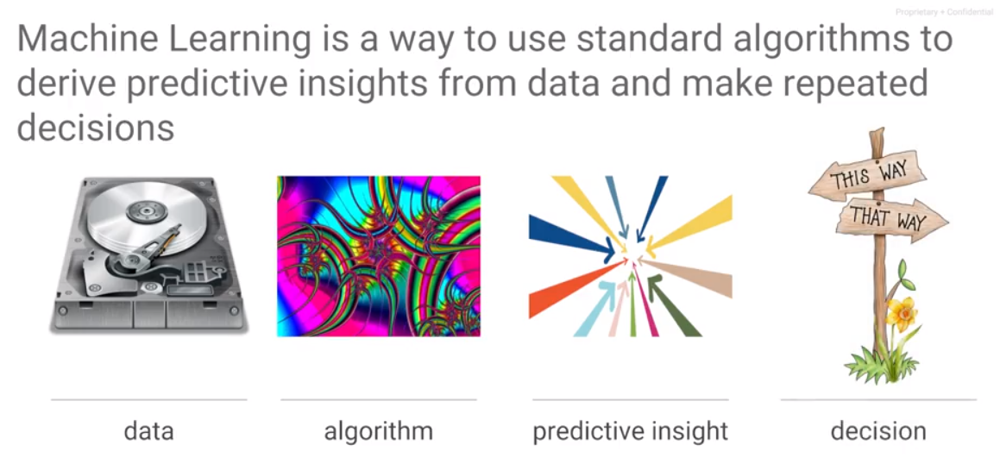 Proprietary + Confidential
Machine Learning is a way to use standard algorithms to
derive predictive insights from data and make repeated
decisions
THIS WAY
THAT WAY
data
algorithm
predictive insight
decision